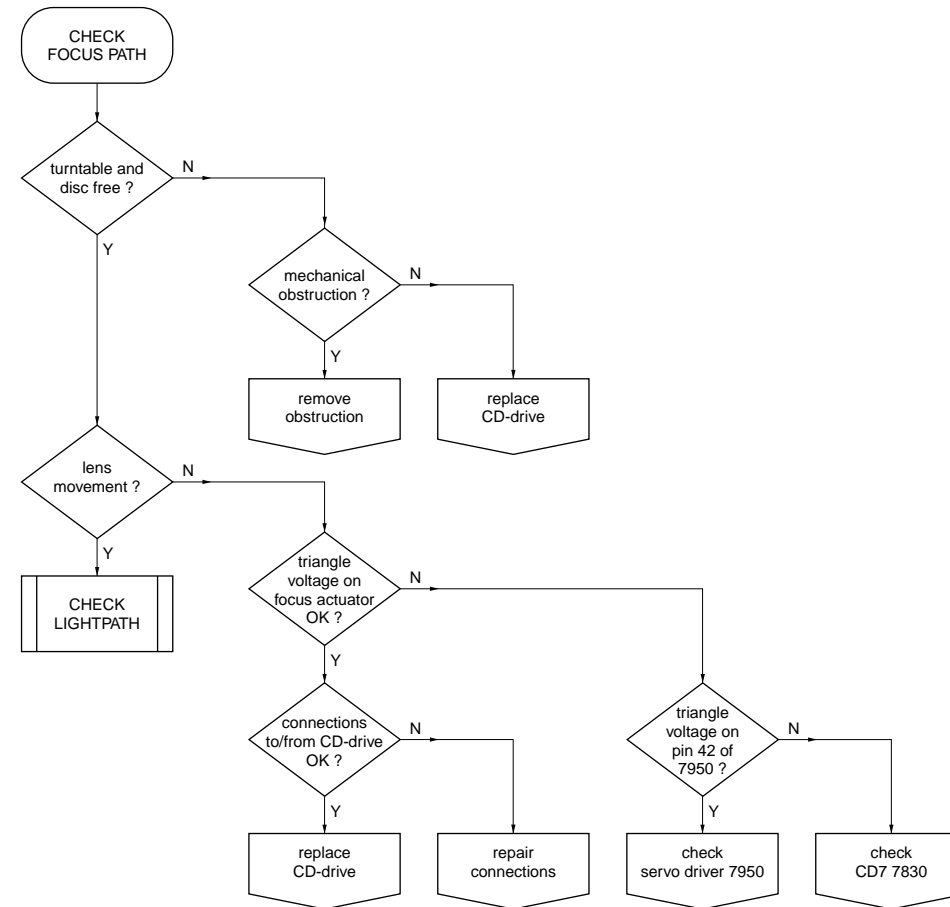 CHECK
FOCUS PATH
turntable and
disc free ?
N
Y
mechanical
obstruction ?
N
Y
remove
obstruction
replace
CD-drive
lens
movement ?
N
Y
CHECK
LIGHTPATH
triangle
voltage on
focus actuator
OK ?
N
Y
connections
to/from CD-drive
OK ?
N
Y
triangle
voltage on
pin 42 of
7950 ?
N
Y
replace
CD-drive
repair
connections
check
servo driver 7950
check
CD7 7830